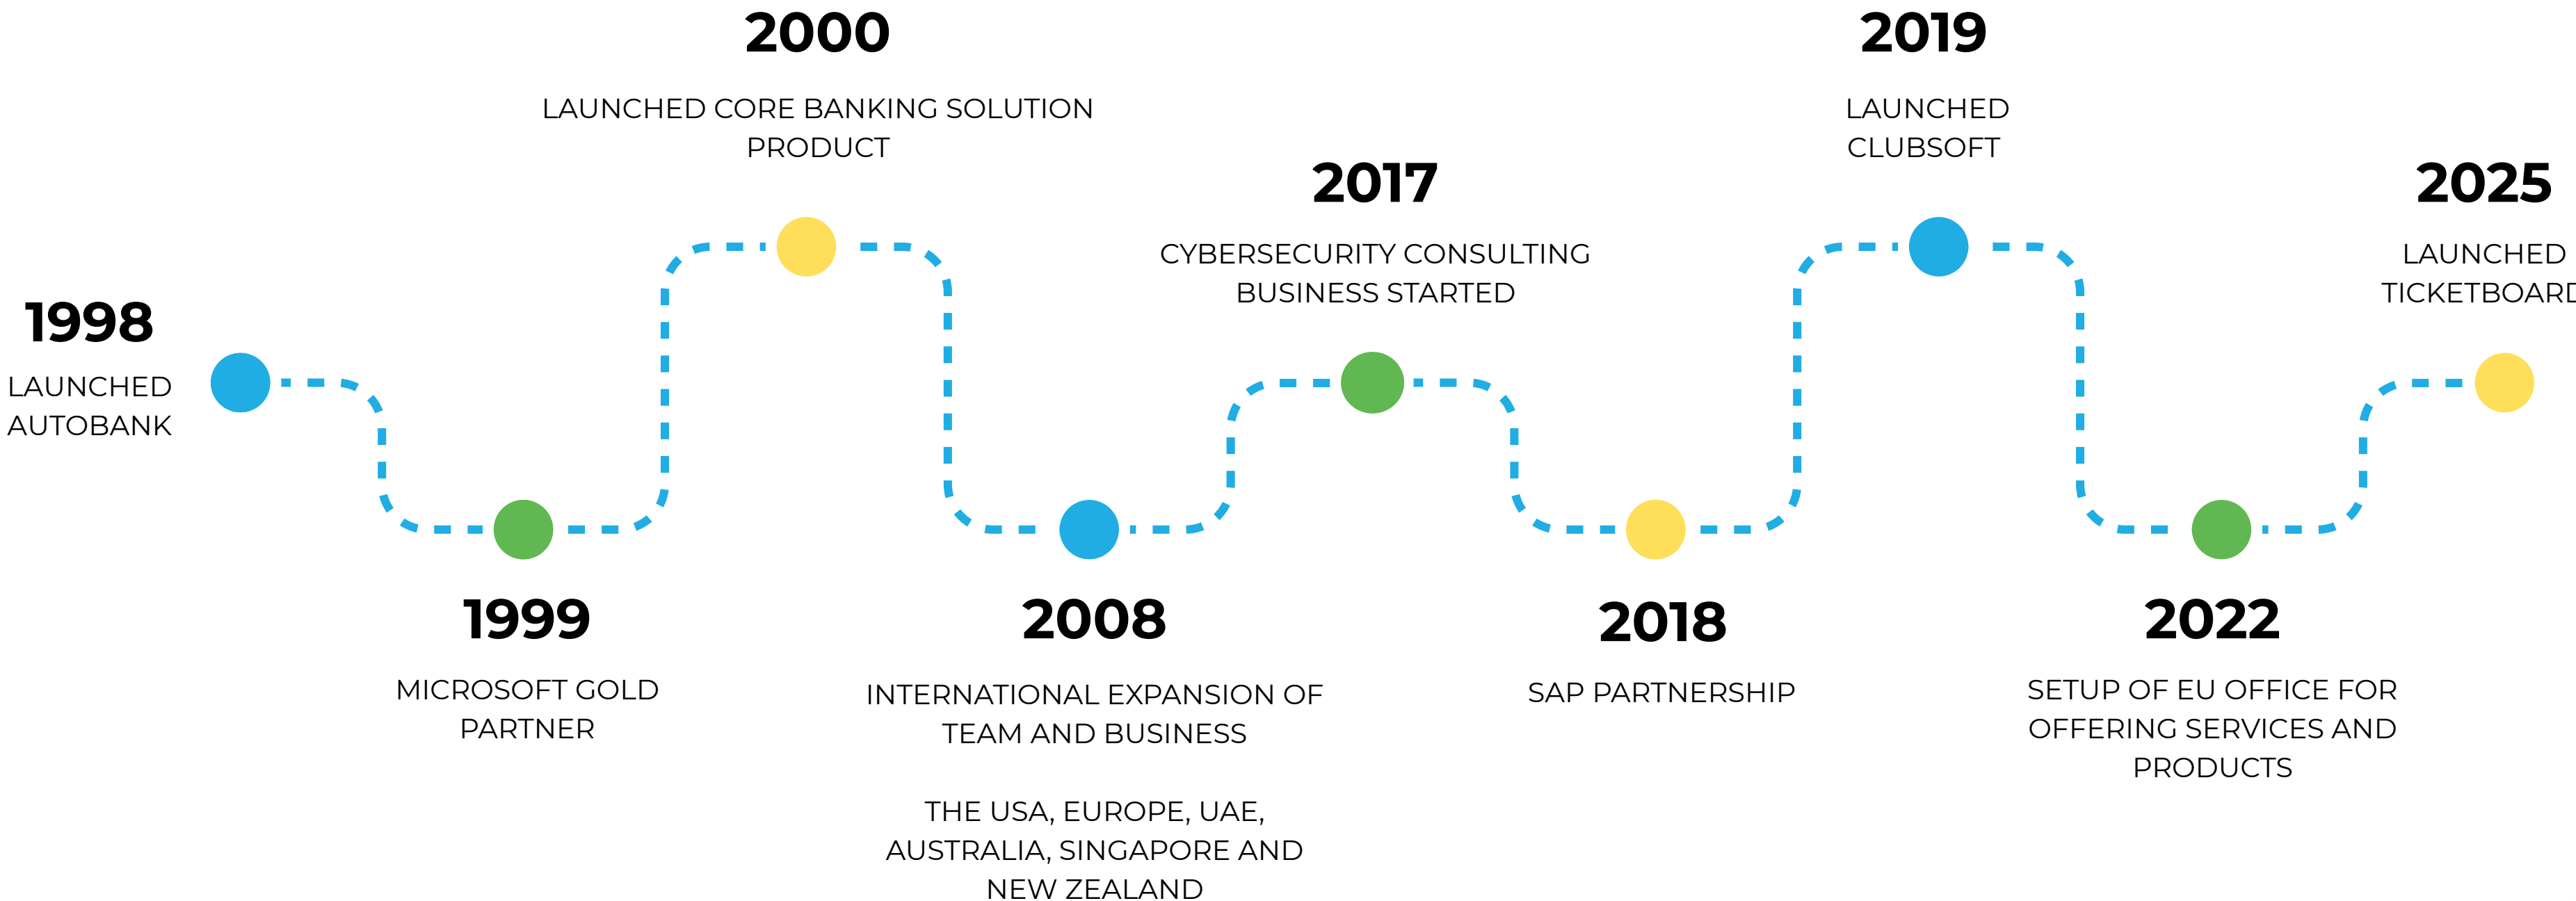 1998
LAUNCHED
AUTOBANK
1999
MICROSOFT GOLD
PARTNER
2000
LAUNCHED CORE BANKING SOLUTION
PRODUCT
2008
INTERNATIONAL EXPANSION OF
TEAM AND BUSINESS
THE USA, EUROPE, UAE,
AUSTRALIA, SINGAPORE AND
NEW ZEALAND
2017
CYBERSECURITY CONSULTING
BUSINESS STARTED
2018
SAP PARTNERSHIP
2019
LAUNCHED
CLUBSOFT
2022
SETUP OF EU OFFICE FOR
OFFERING SERVICES AND
PRODUCTS
2025
LAUNCHED
TICKETBOARD